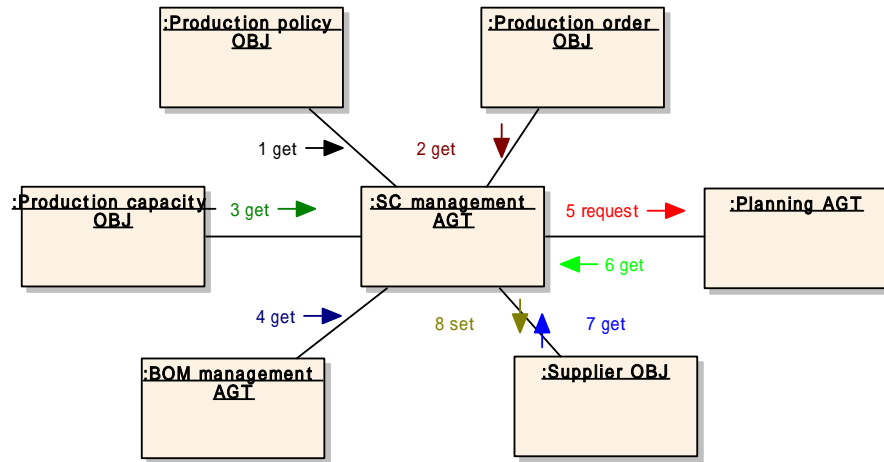 :Production policy
OBJ
:Production order
OBJ
1 get
2 get
:Production capacity
OBJ
3 get
:SC management
AGT
5 request
:Planning AGT
6 get
4 get
8 set
7 get
:BOM management
AGT
:Supplier OBJ